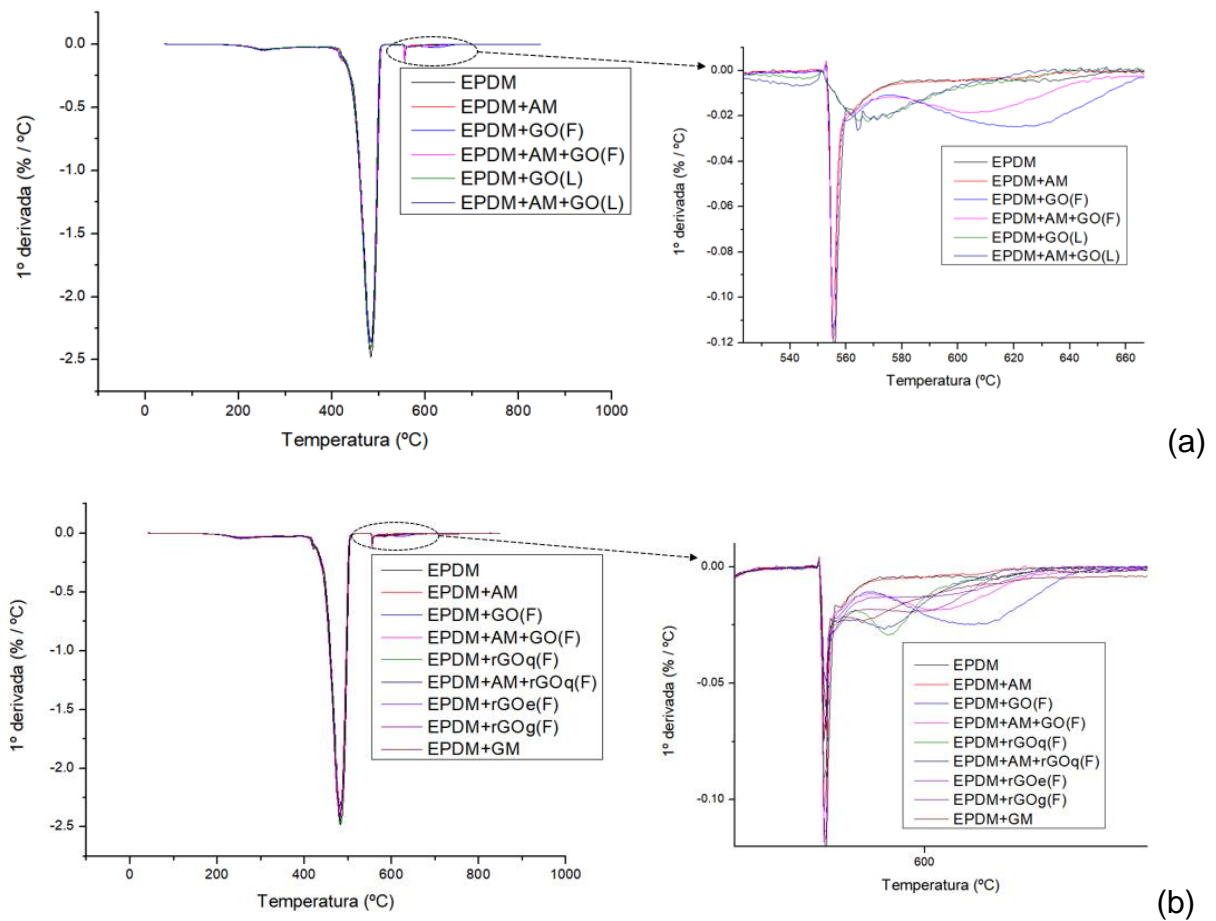 0.0
-0.5
-1.0
-1.5
-2.0
-2.5
1º derivada (% / ºC)
0
200
400
600
800
1000
Temperatura (ºC)
EPDM
EPDM+AM
EPDM+GO(F)
EPDM+AM+GO(F)
EPDM+GO(L)
EPDM+AM+GO(L)
0.00
-0.02
-0.04
-0.06
-0.08
-0.10
-0.12
1º derivada (% / ºC)
540
560
580
600
620
640
660
Temperatura (ºC)
EPDM
EPDM+AM
EPDM+GO(F)
EPDM+AM+GO(F)
EPDM+GO(L)
EPDM+AM+GO(L)
(a)
0.0
-0.5
-1.0
-1.5
-2.0
-2.5
1º derivada (% / ºC)
0
200
400
600
800
1000
Temperatura (ºC)
EPDM
EPDM+AM
EPDM+GO(F)
EPDM+AM+GO(F)
EPDM+rGOq(F)
EPDM+AM+rGOq(F)
EPDM+rGOe(F)
EPDM+rGOg(F)
EPDM+GM
0.00
-0.05
-0.10
1º derivada (% / ºC)
600
Temperatura (ºC)
EPDM
EPDM+AM
EPDM+GO(F)
EPDM+AM+GO(F)
EPDM+rGOq(F)
EPDM+AM+rGOq(F)
EPDM+rGOe(F)
EPDM+rGOg(F)
EPDM+GM
(b)